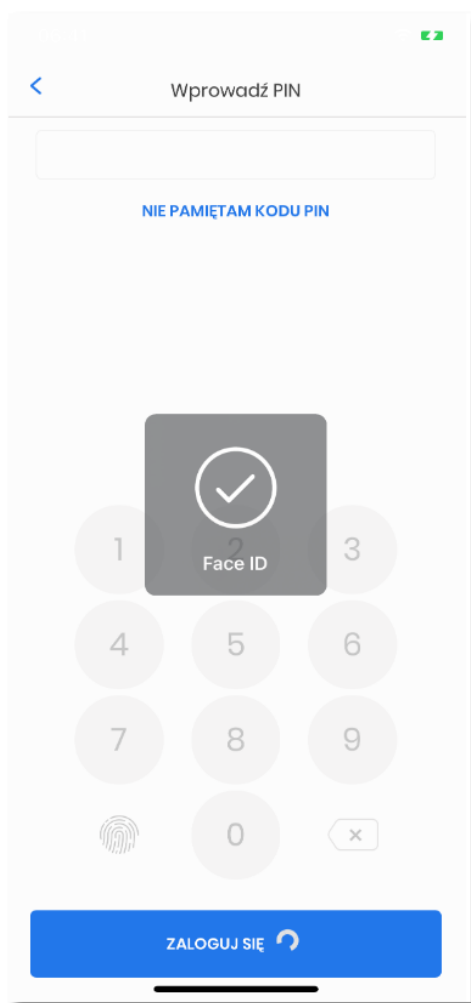 Wprowadź PIN
NIE PAMIĘTAM KODU PIN
1 2 3
Face ID
4 5 6
7 8 9
0
ZALOGUJ SIĘ